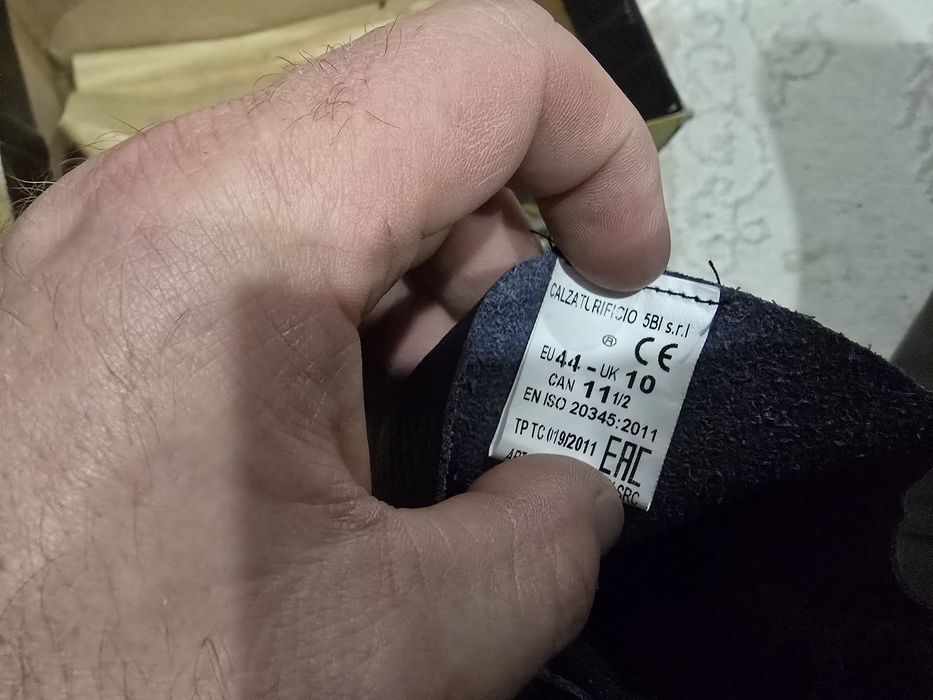 CALZATURIFICIO 5BI s.r.l
® CE
EU 44 - UK 10
CAN 11 1/2
EN ISO 20345:2011
TP TC 019/2011 EAC
SRC